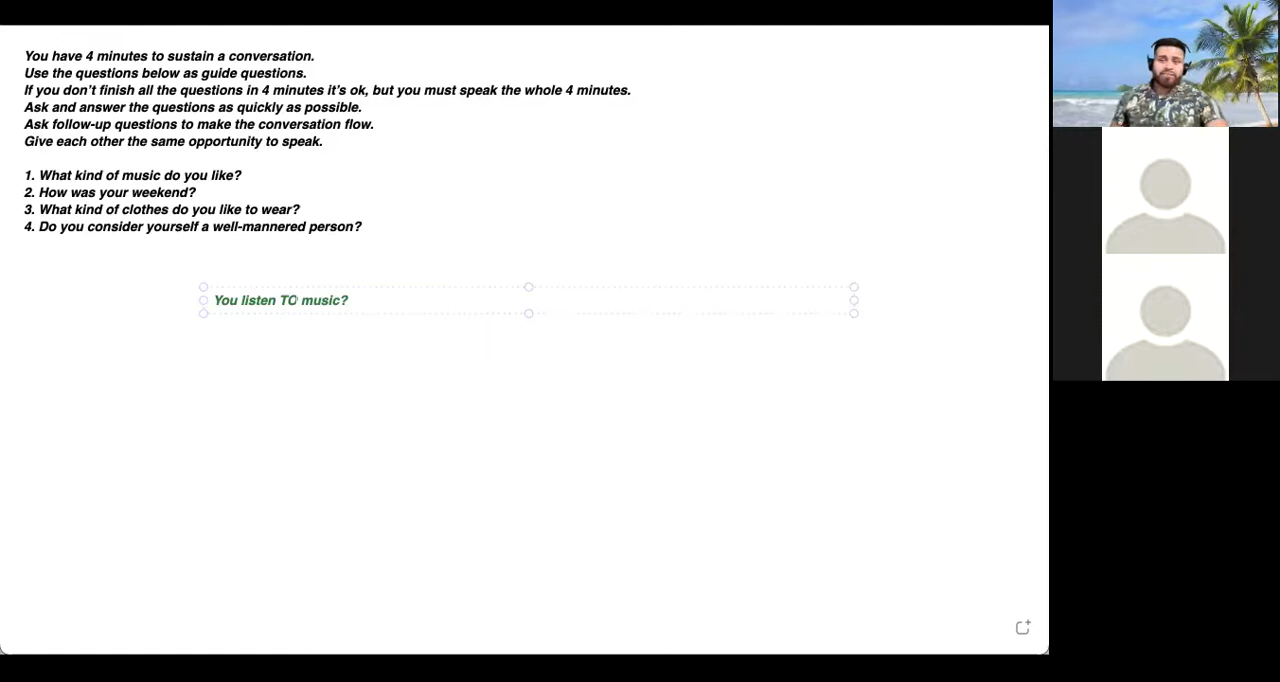 You have 4 minutes to sustain a conversation.
Use the questions below as guide questions.
If you don’t finish all the questions in 4 minutes it’s ok, but you must speak the whole 4 minutes.
Ask and answer the questions as quickly as possible.
Ask follow-up questions to make the conversation flow.
Give each other the same opportunity to speak.
1. What kind of music do you like?
2. How was your weekend?
3. What kind of clothes do you like to wear?
4. Do you consider yourself a well-mannered person?
You listen TO music?